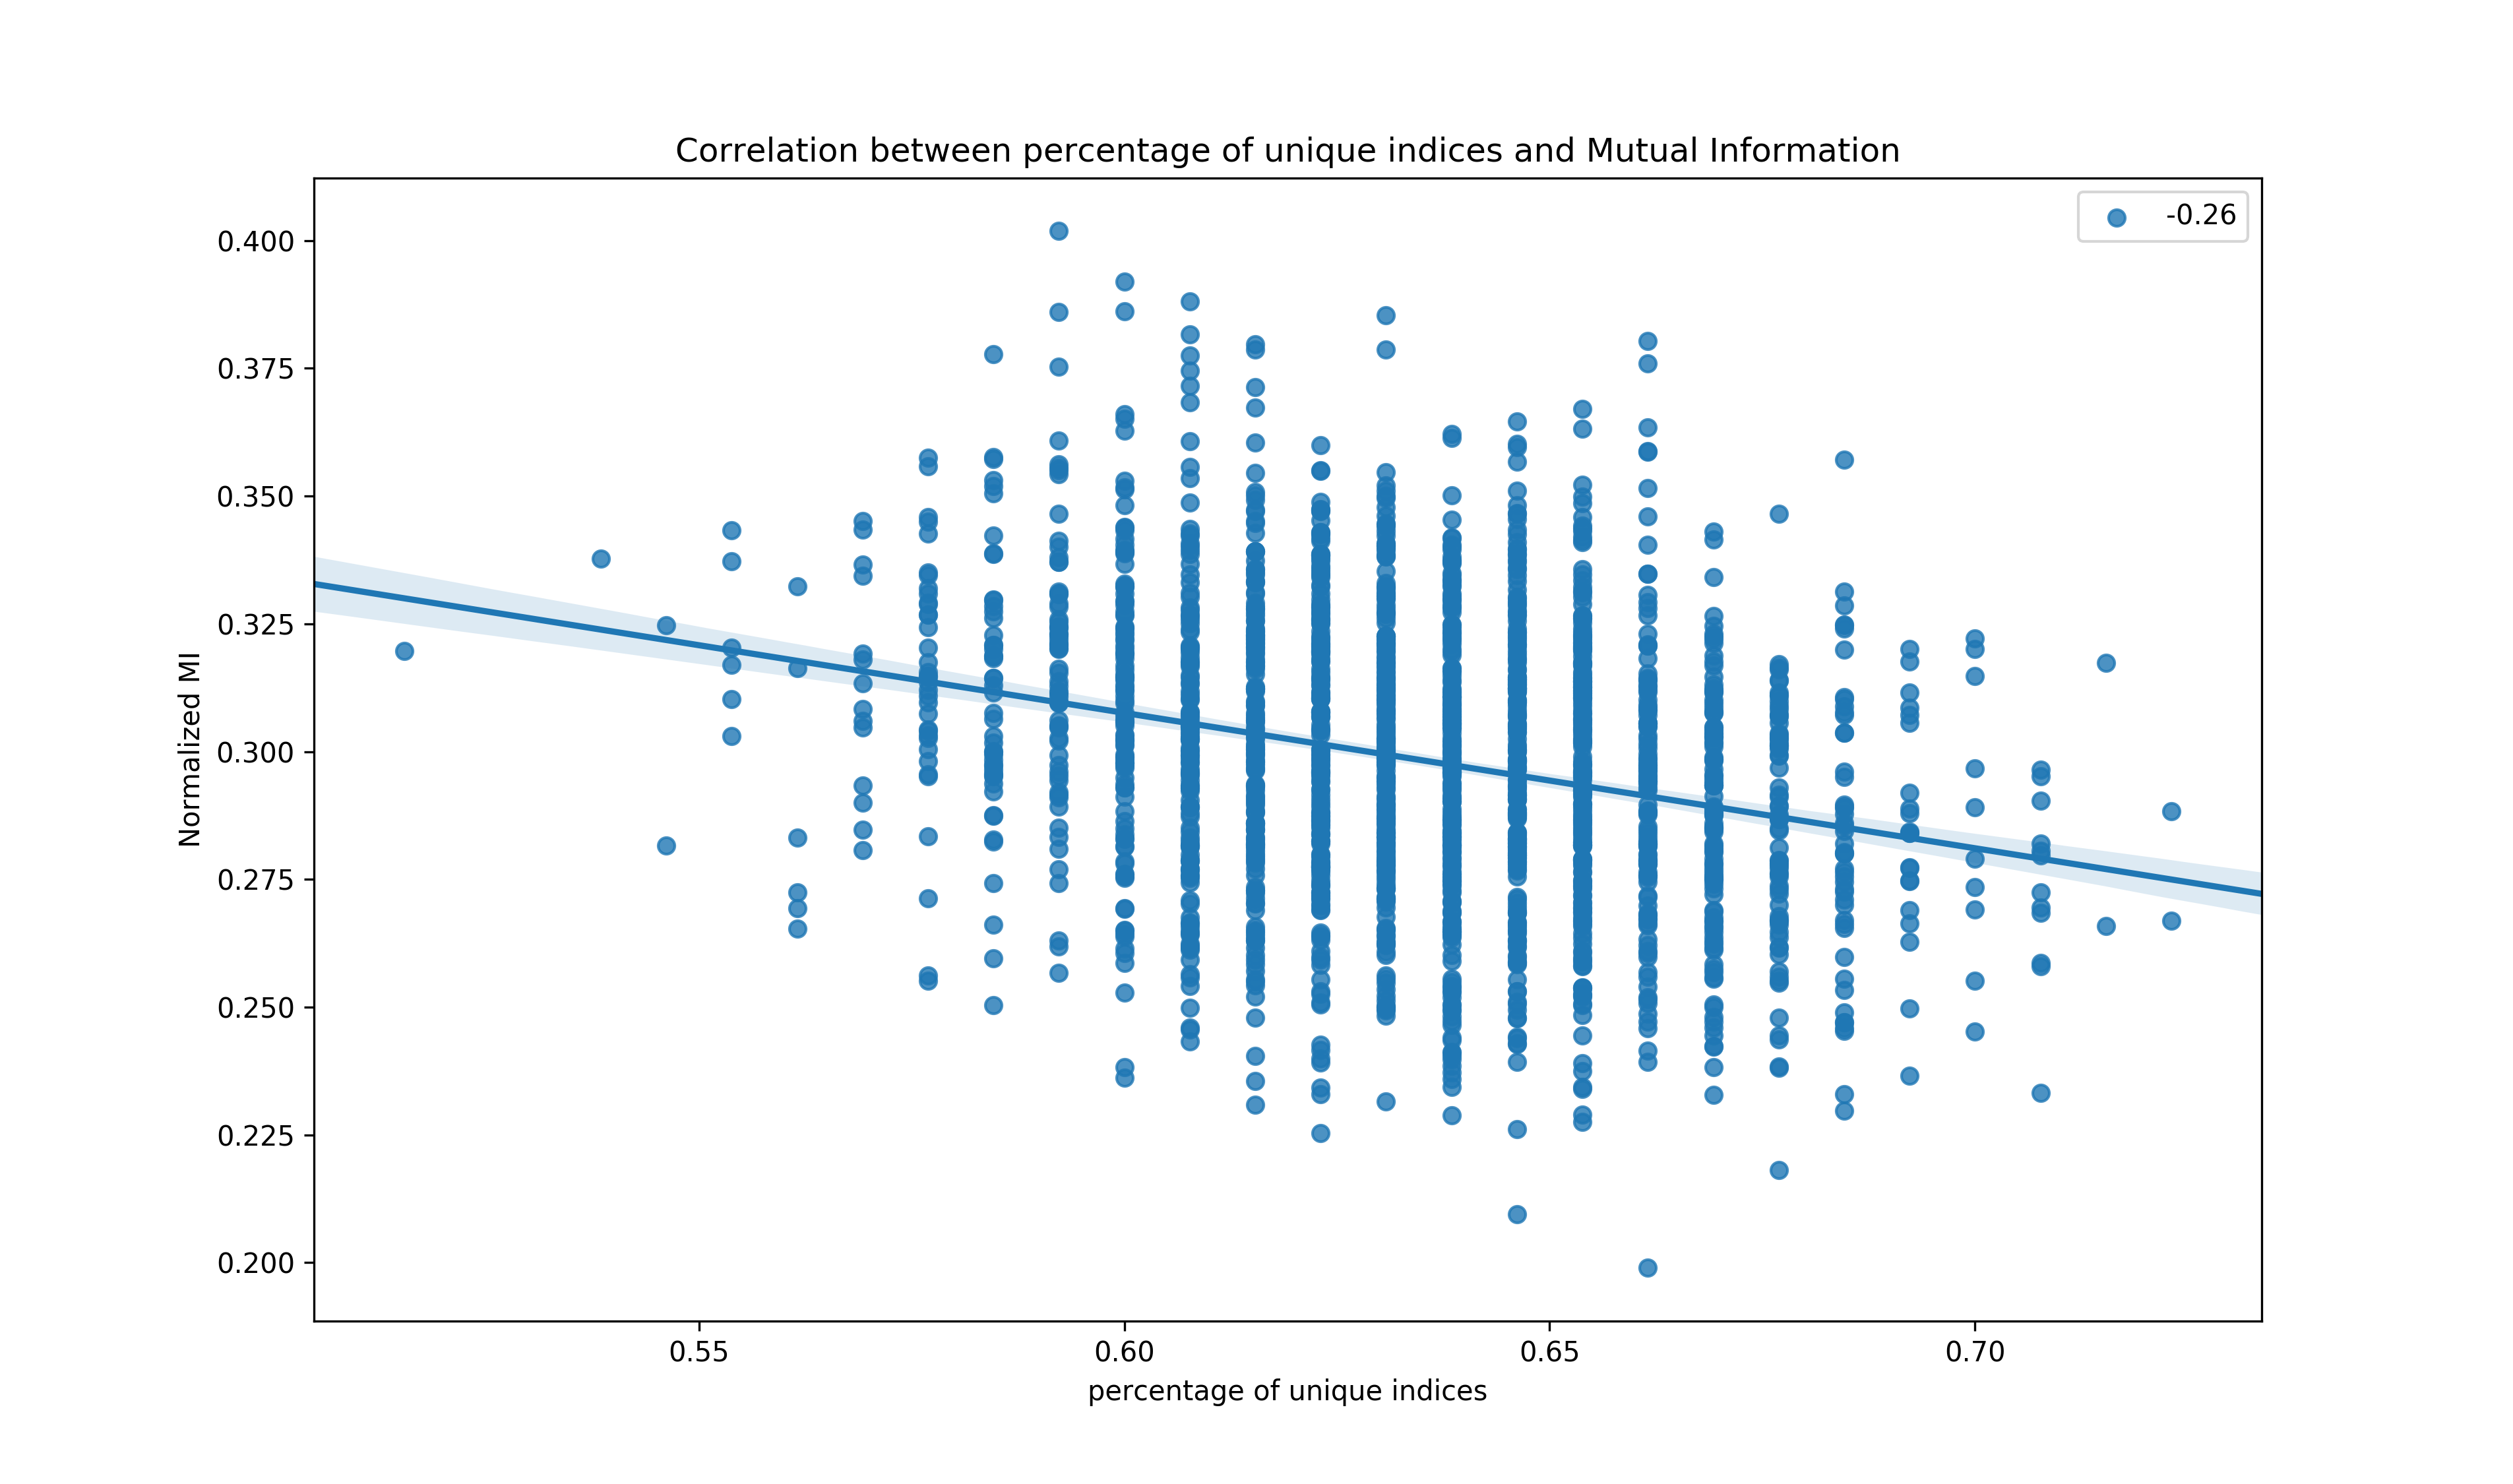 Correlation between percentage of unique indices and Mutual Information
-0.26
0.400
0.375
0.350
0.325
0.300
0.275
0.250
0.225
0.200
Normalized MI
0.55 0.60 0.65 0.70
percentage of unique indices